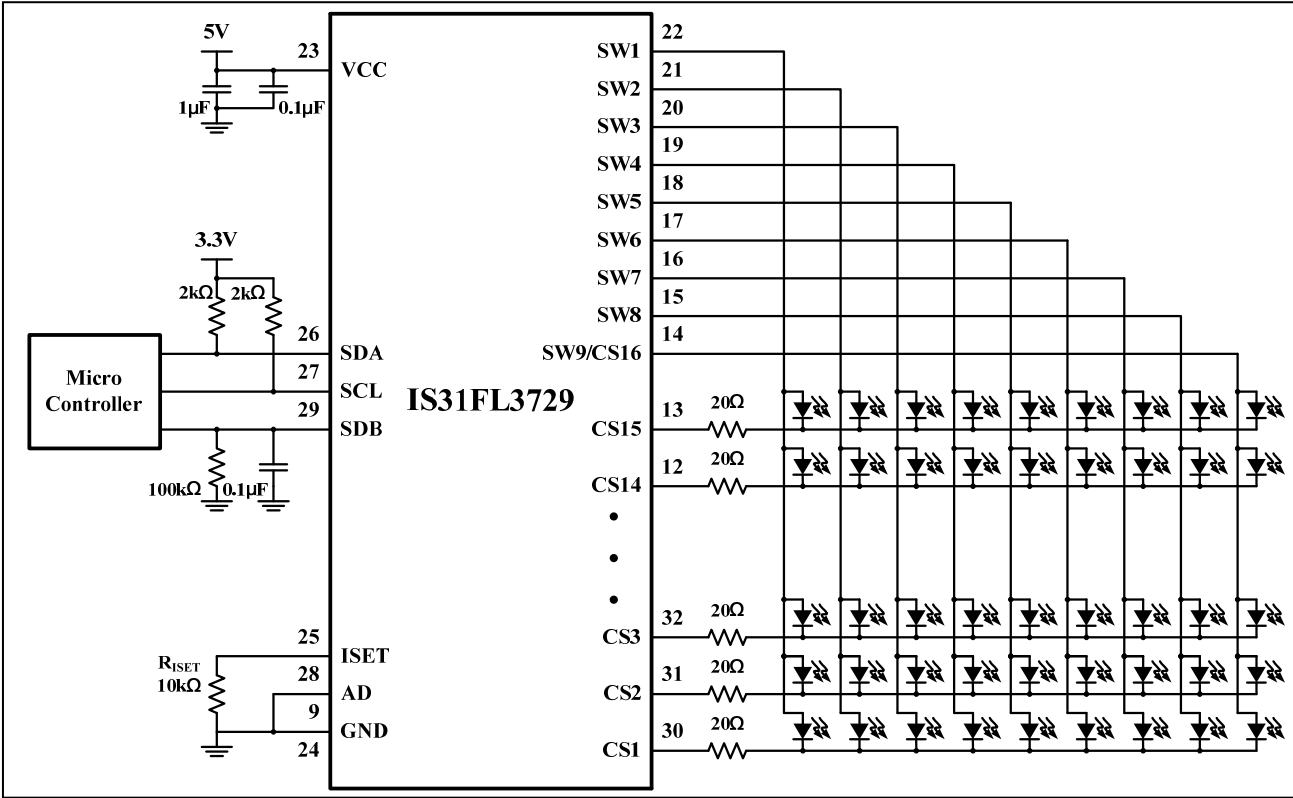 5V
23
VCC
1µF
0.1µF
3.3V
2kΩ
2kΩ
26
SDA
27
SCL
29
SDB
Micro
Controller
100kΩ
0.1µF
IS31FL3729
25
ISET
R_ISET
10kΩ
28
AD
9
GND
24
22
SW1
21
SW2
20
SW3
19
SW4
18
SW5
17
SW6
16
SW7
15
SW8
14
SW9/CS16
13
20Ω
CS15
12
20Ω
CS14
32
20Ω
CS3
31
20Ω
CS2
30
20Ω
CS1